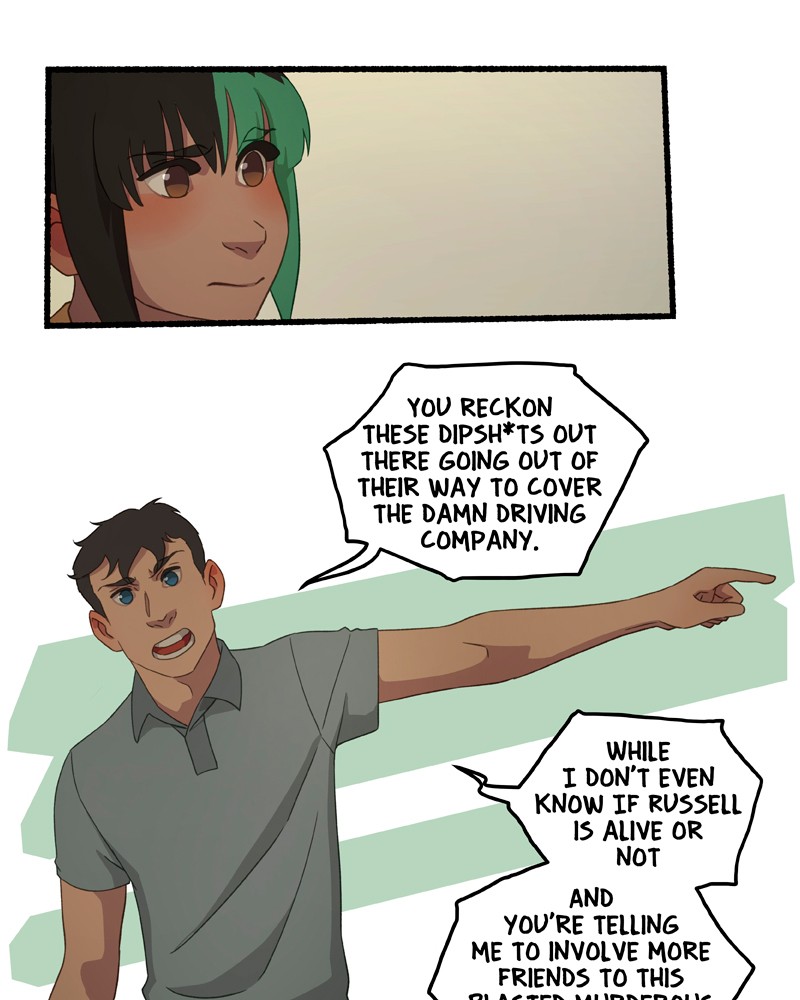 YOU RECKON
THESE DIPSH*TS OUT
THERE GOING OUT OF
THEIR WAY TO COVER
THE DAMN DRIVING
COMPANY.
WHILE
I DON'T EVEN
KNOW IF RUSSELL
IS ALIVE OR
NOT
AND
YOU'RE TELLING
ME TO INVOLVE MORE
FRIENDS TO THIS
BLASTED MURDEROUS